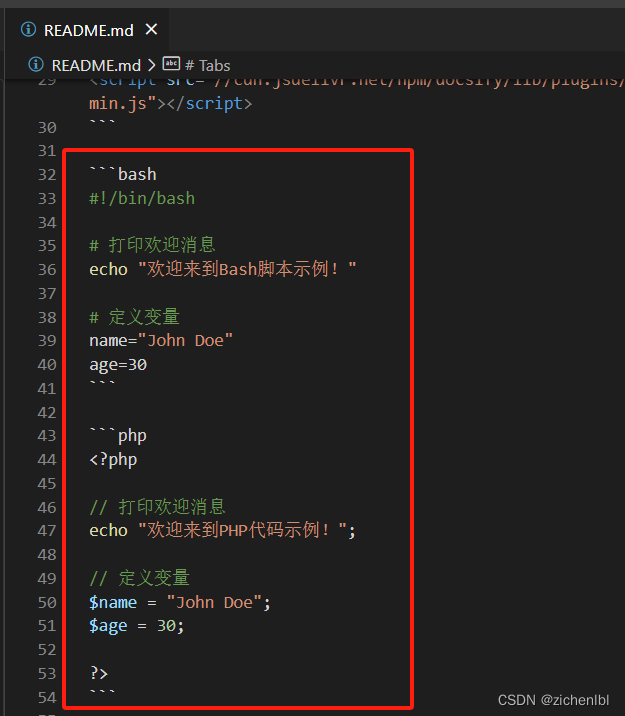 README.md
README.md > # Tabs
29 <script src="//cdn.jsdelivr.net/npm/docsify/lib/plugins/
min.js"></script>
30 ```
31
32 ```bash
33 #!/bin/bash
34
35 # 打印欢迎消息
36 echo "欢迎来到Bash脚本示例！"
37
38 # 定义变量
39 name="John Doe"
40 age=30
41 ```
42
43 ```php
44 <?php
45
46 // 打印欢迎消息
47 echo "欢迎来到PHP代码示例！";
48
49 // 定义变量
50 $name = "John Doe";
51 $age = 30;
52
53 ?>
54 ```
CSDN @zichenlbl